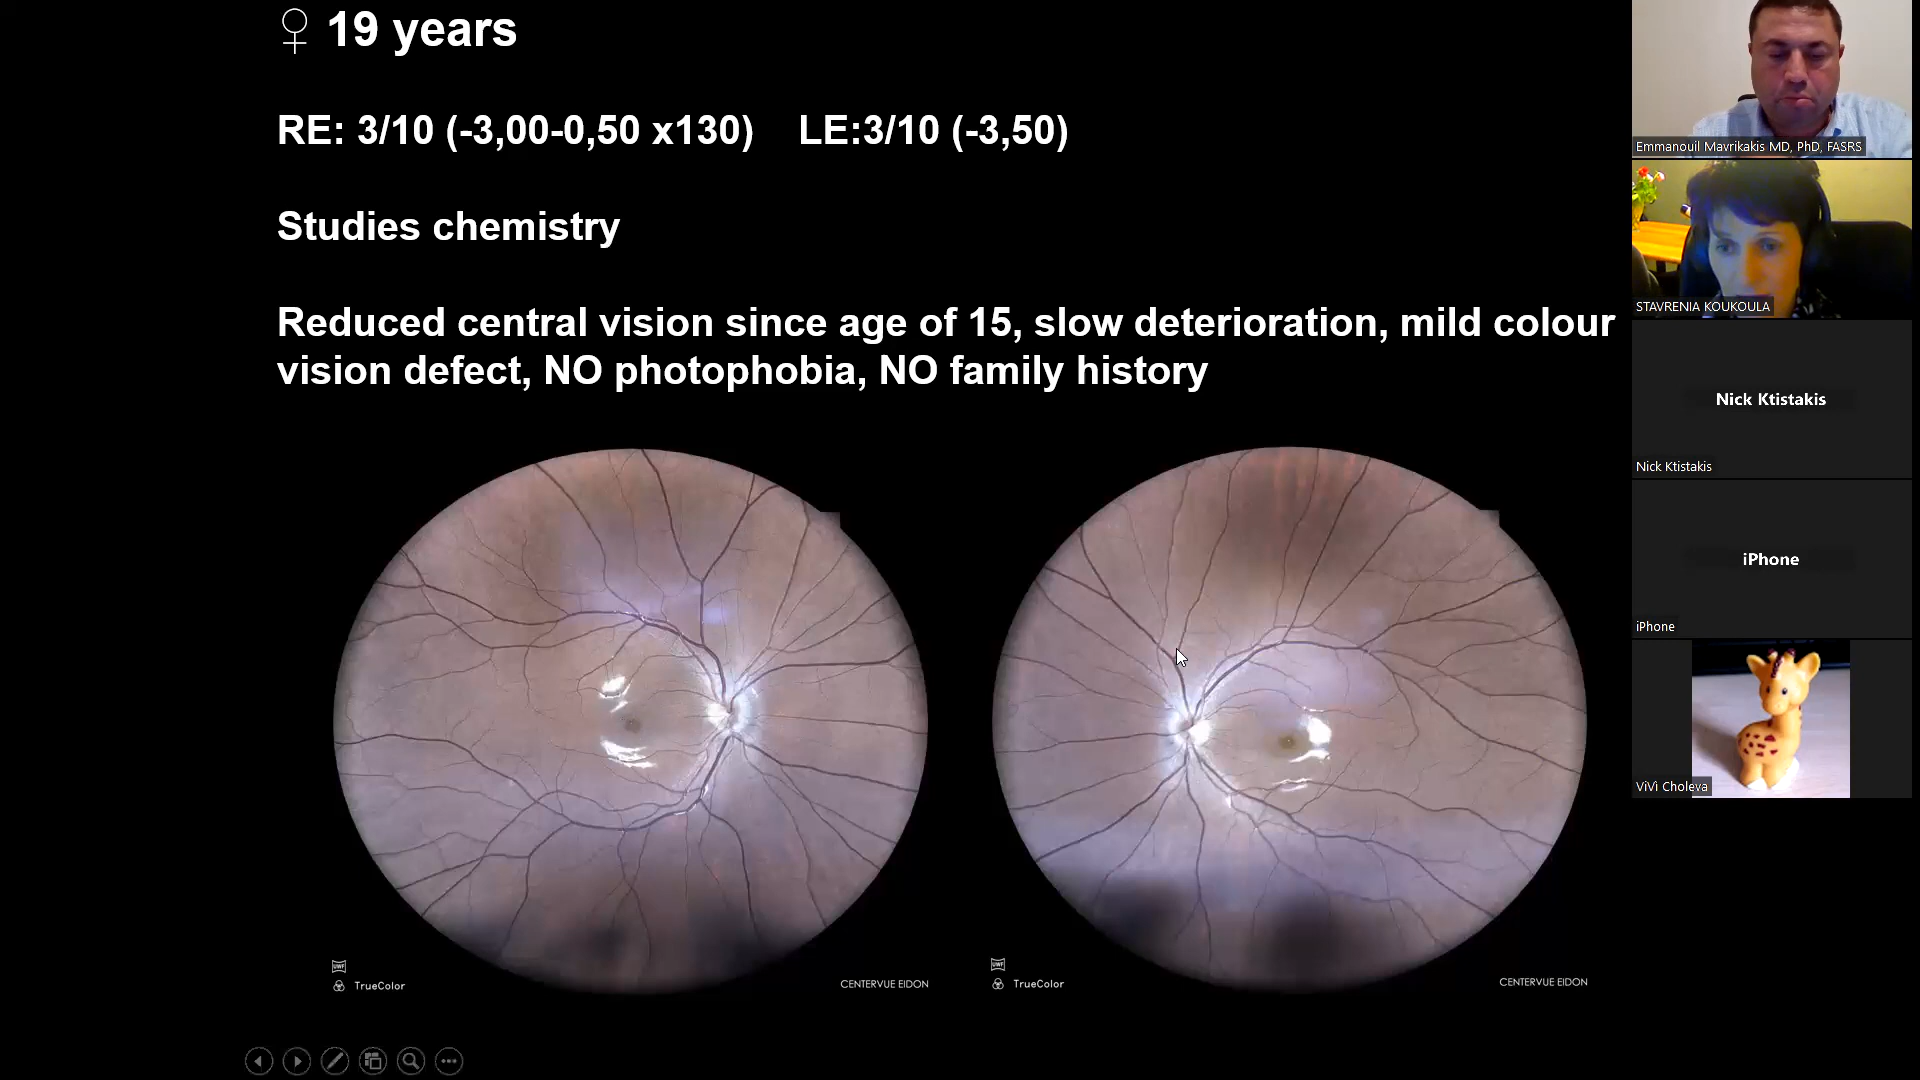 ♀ 19 years
RE: 3/10 (-3,00-0,50 x130) LE:3/10 (-3,50)
Studies chemistry
Reduced central vision since age of 15, slow deterioration, mild colour
vision defect, NO photophobia, NO family history
UWF
TrueColor
CENTERVUE EIDON
UWF
TrueColor
CENTERVUE EIDON
Emmanouil Mavrikakis MD, PhD, FASRS
STAVRENIA KOUKOULA
Nick Ktistakis
Nick Ktistakis
iPhone
iPhone
ViVi Choleva